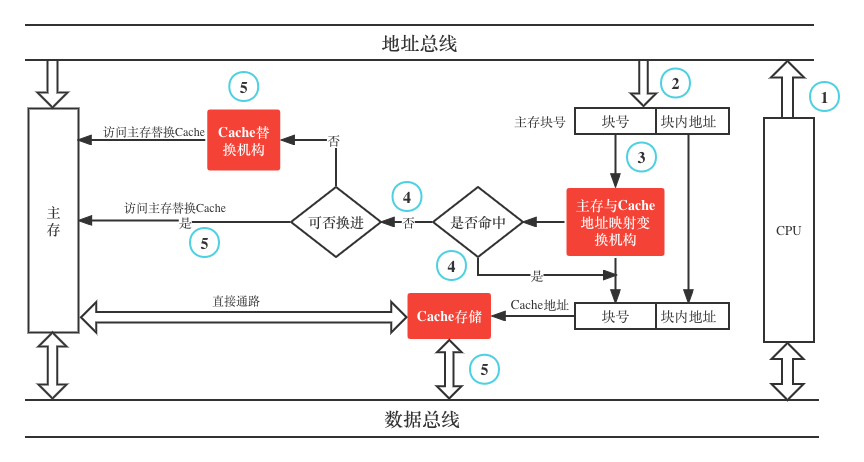 地址总线
5
2
1
访问主存替换Cache
Cache替
换机构
否
主存块号
块号
块内地址
3
主
存
访问主存替换Cache
是
5
可否换进
4
否
是否命中
4
是
主存与Cache
地址映射变
换机构
CPU
直接通路
Cache存储
Cache地址
块号
块内地址
5
数据总线